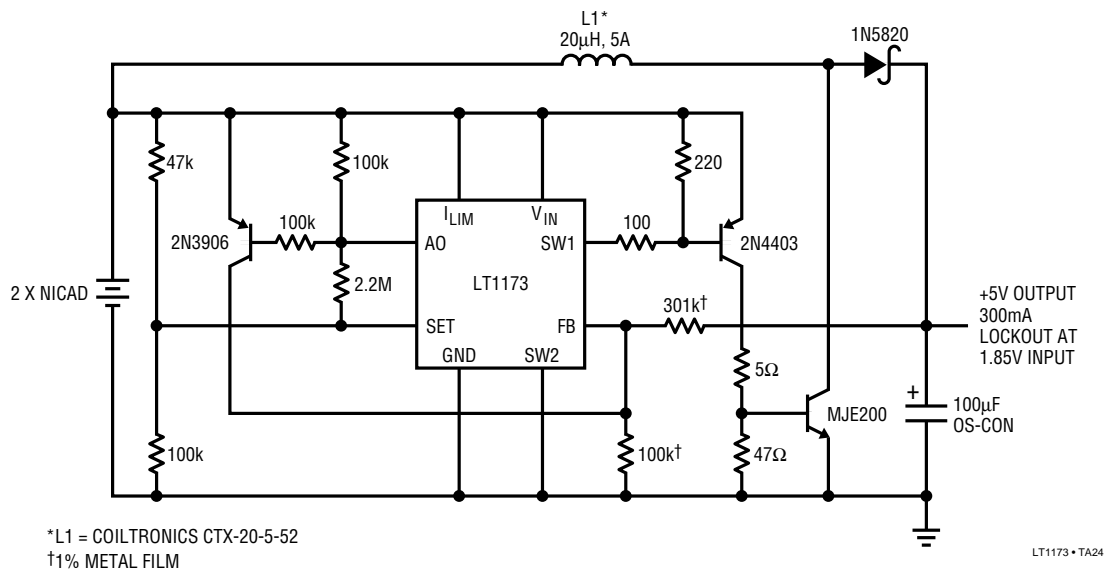 L1*
20µH, 5A
1N5820
47k
100k
220
2N3906
100k
I_LIM
V_IN
AO
SW1
100
2N4403
2 X NICAD
2.2M
LT1173
301k†
+5V OUTPUT
300mA
LOCKOUT AT
1.85V INPUT
SET
FB
GND
SW2
5Ω
MJE200
+
100µF
OS-CON
100k
100k†
47Ω
*L1 = COILTRONICS CTX-20-5-52
†1% METAL FILM
LT1173 • TA24